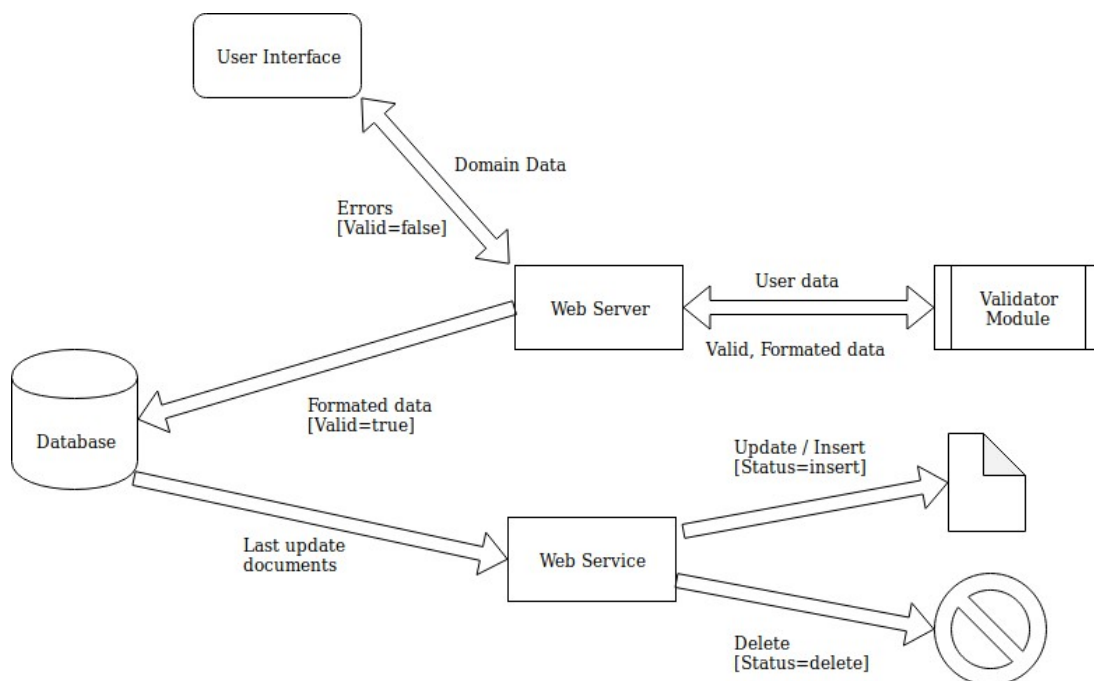 User Interface
Domain Data
Errors
[Valid=false]
User data
Web Server
Validator
Module
Valid, Formated data
Formated data
[Valid=true]
Database
Update / Insert
[Status=insert]
Last update
documents
Web Service
Delete
[Status=delete]